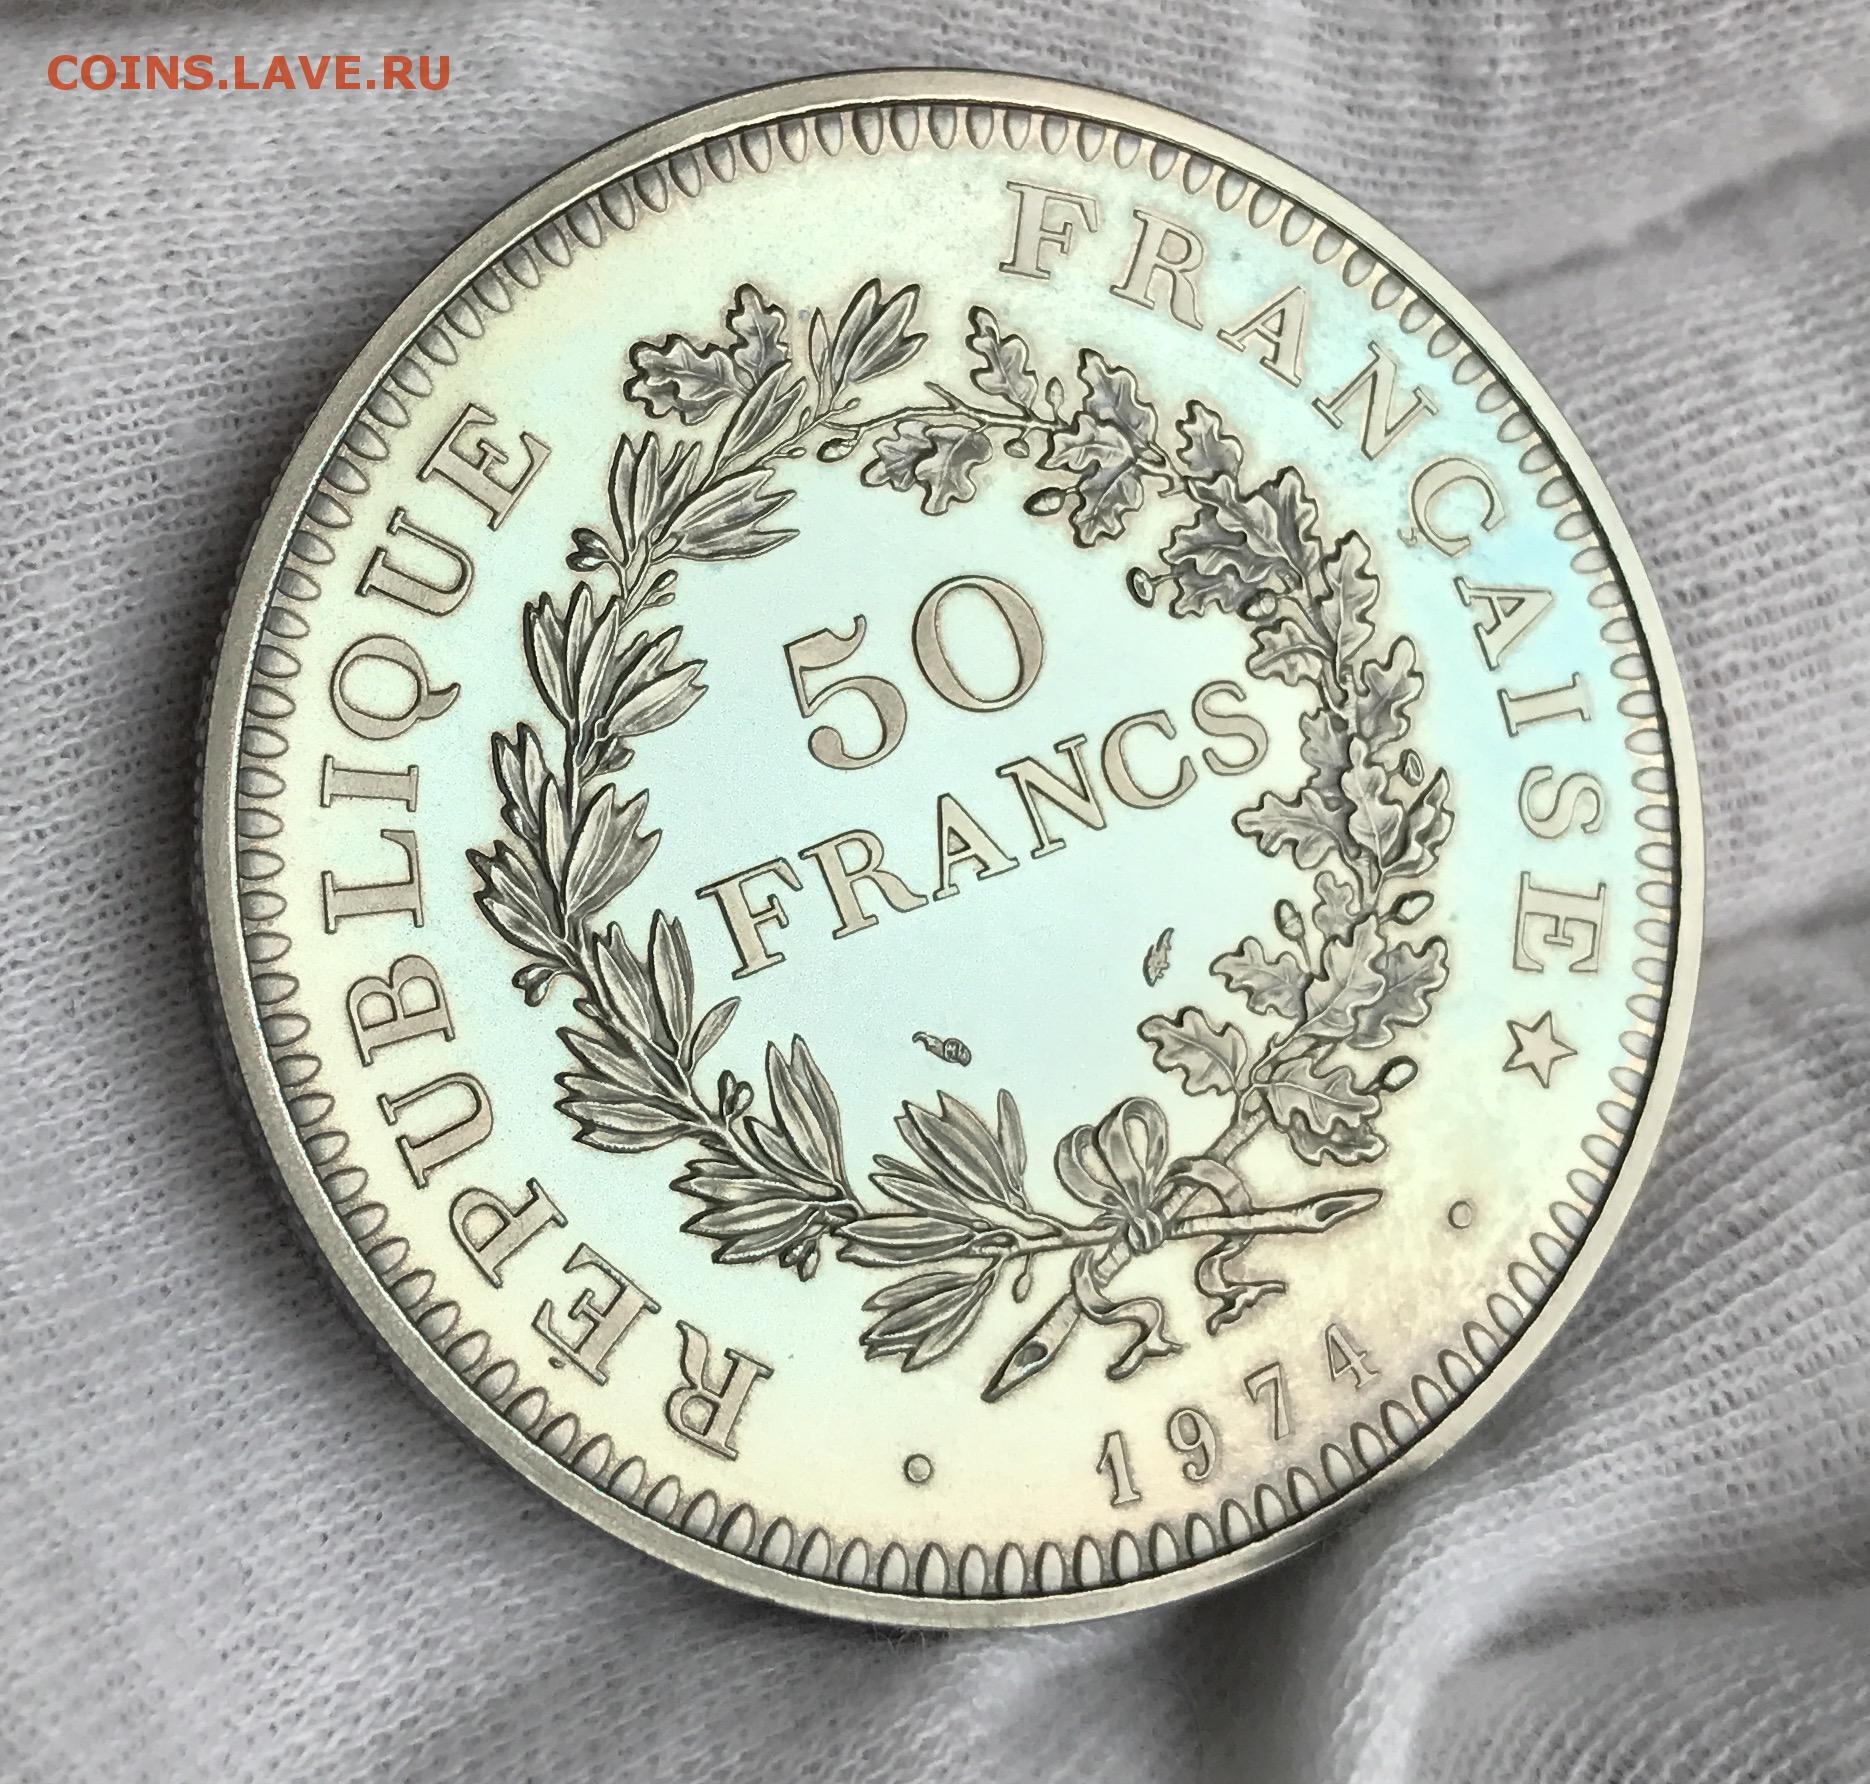 COINS.LAVE.RU
RÉPUBLIQUE FRANÇAISE ★
50
FRANCS
· 1974 ·